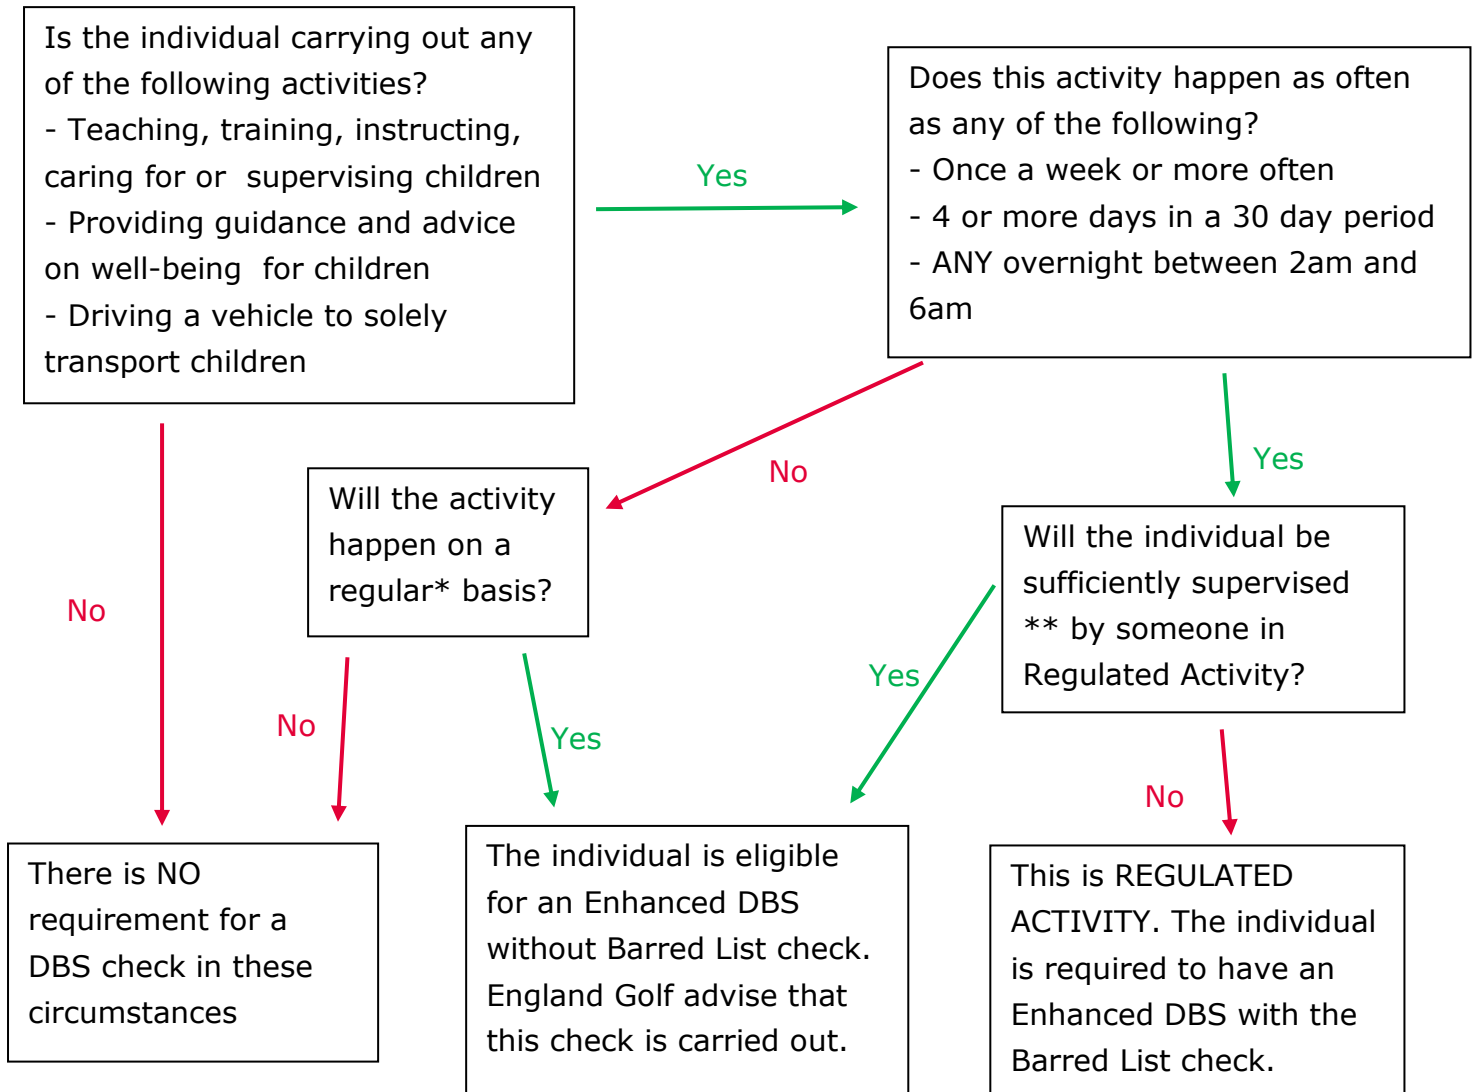 Is the individual carrying out any
of the following activities?
- Teaching, training, instructing,
caring for or supervising children
- Providing guidance and advice
on well-being for children
- Driving a vehicle to solely
transport children
Yes
Does this activity happen as often
as any of the following?
- Once a week or more often
- 4 or more days in a 30 day period
- ANY overnight between 2am and
6am
No
No
Yes
Will the activity
happen on a
regular* basis?
Will the individual be
sufficiently supervised
** by someone in
Regulated Activity?
No
Yes
Yes
No
There is NO
requirement for a
DBS check in these
circumstances
The individual is eligible
for an Enhanced DBS
without Barred List check.
England Golf advise that
this check is carried out.
This is REGULATED
ACTIVITY. The individual
is required to have an
Enhanced DBS with the
Barred List check.